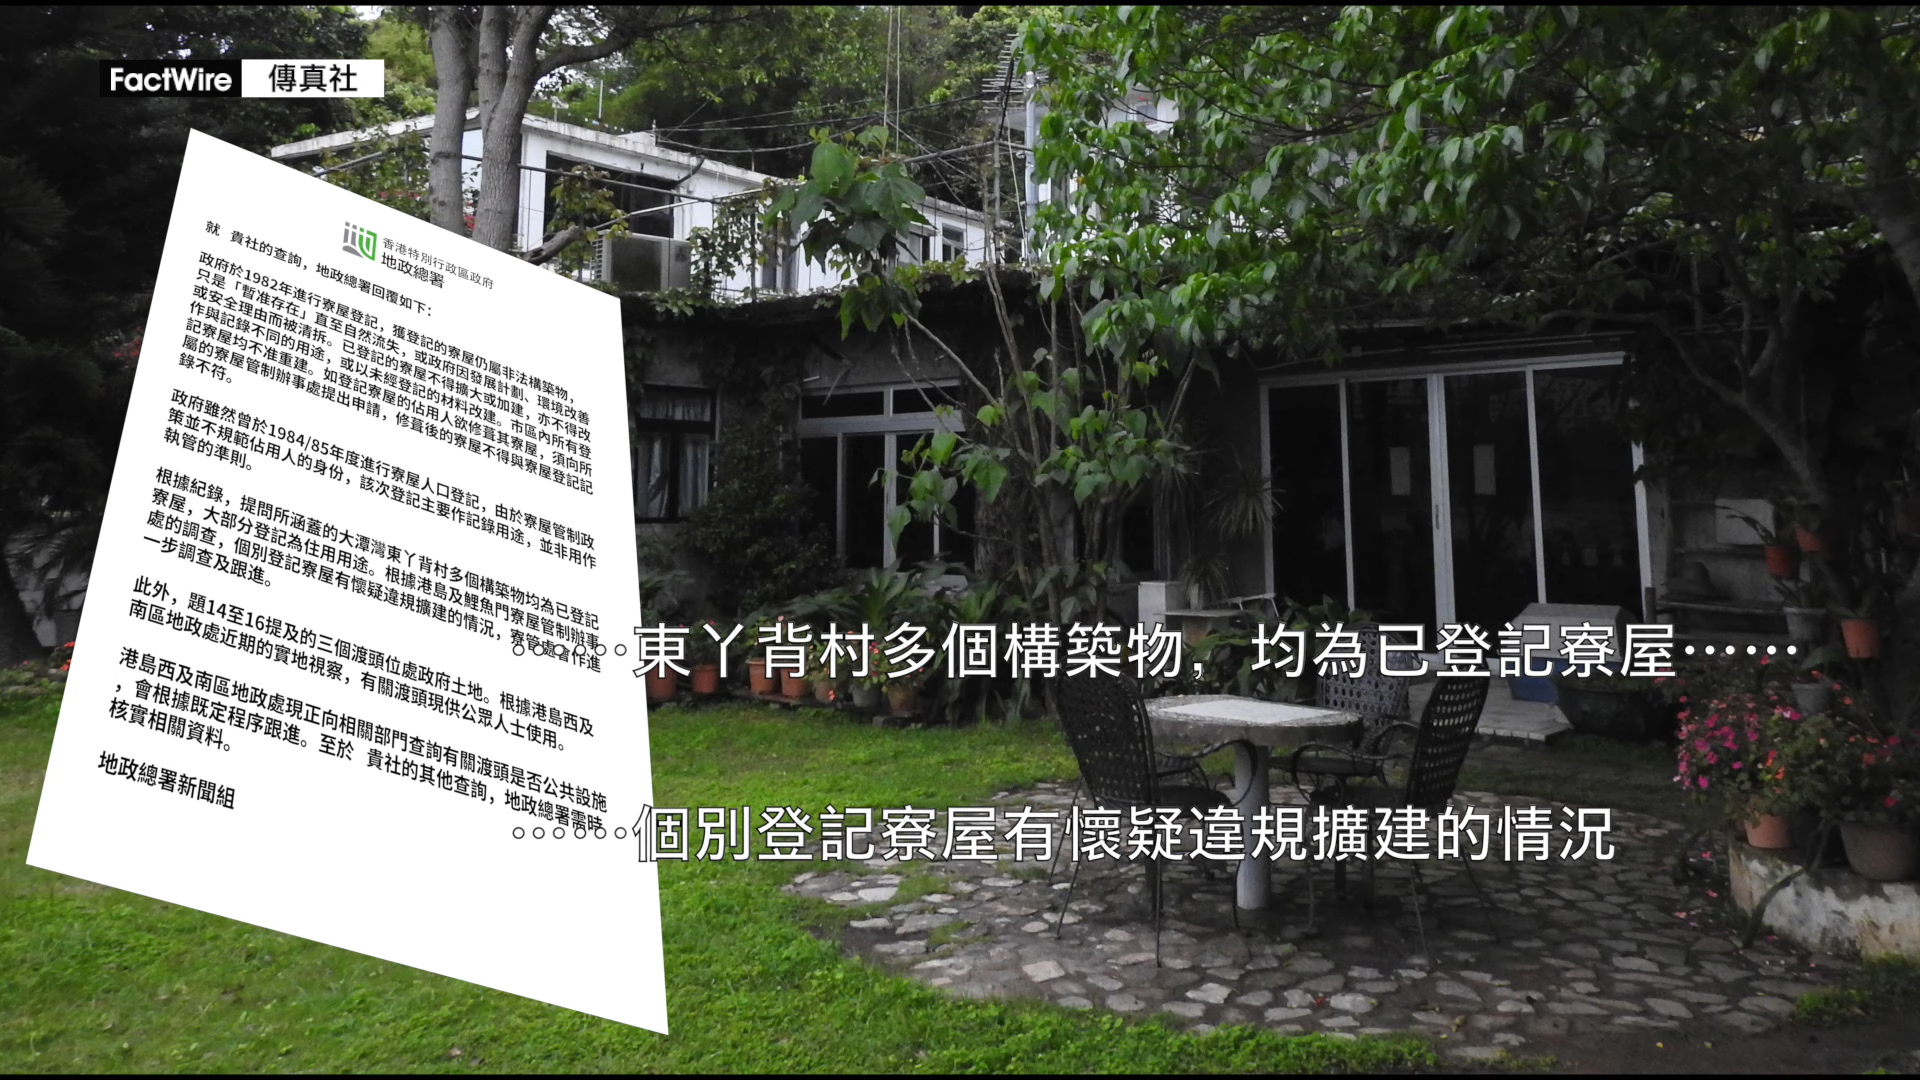 FactWire 傳真社
香港特別行政區政府
地政總署
就 貴社的查詢，地政總署回覆如下：
政府於1982年進行寮屋登記，獲登記的寮屋仍屬非法構築物，
只是「暫准存在」直至自然流失，或政府因發展計劃、環境改善
或安全理由而被清拆。已登記的寮屋不得擴大或加建，亦不得改
作與記錄不同的用途，或以未經登記的材料改建。市區內所有登
記寮屋均不准重建。如登記寮屋的佔用人欲修葺其寮屋，須向所
屬的寮屋管制辦事處提出申請，修葺後的寮屋不得與寮屋登記記
錄不符。
政府雖然曾於1984/85年度進行寮屋人口登記，由於寮屋管制政
策並不規範佔用人的身份，該次登記主要作記錄用途，並非用作
執管的準則。
根據紀錄，提問所涵蓋的大潭灣東丫背村多個構築物均為已登記
寮屋，大部分登記為住用用途。根據港島及鯉魚門寮屋管制辦事
處的調查，個別登記寮屋有懷疑違規擴建的情況，寮管處會作進
一步調查及跟進。
此外，題14至16提及的三個渡頭位處政府土地。根據港島西及
南區地政處近期的實地視察，有關渡頭現供公眾人士使用。
港島西及南區地政處現正向相關部門查詢有關渡頭是否公共設施
，會根據既定程序跟進。至於 貴社的其他查詢，地政總署需時
核實相關資料。
地政總署新聞組
……東丫背村多個構築物，均為已登記寮屋……
……個別登記寮屋有懷疑違規擴建的情況